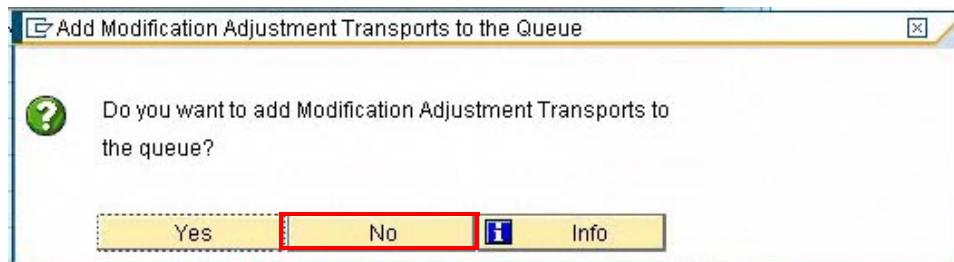 Add Modification Adjustment Transports to the Queue
Do you want to add Modification Adjustment Transports to
the queue?
Yes No Info